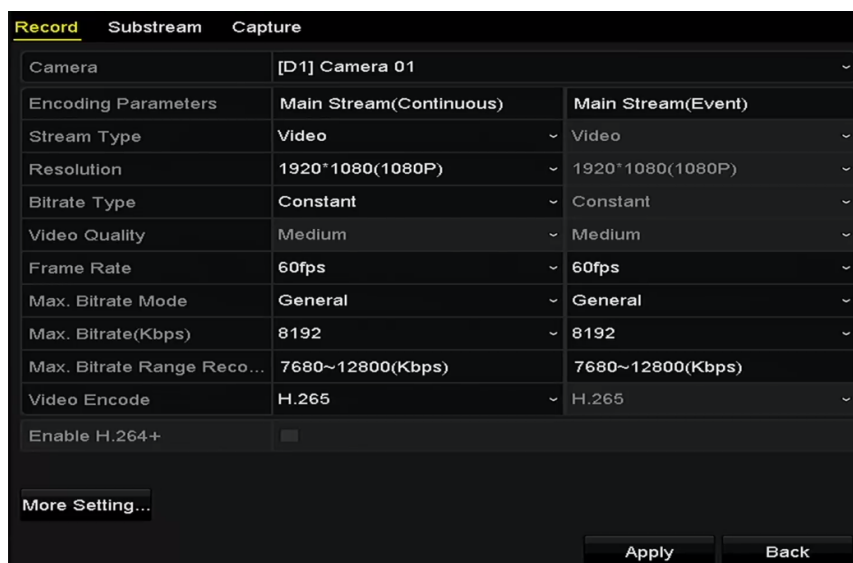 Record Substream Capture
Camera [D1] Camera 01
Encoding Parameters Main Stream(Continuous) Main Stream(Event)
Stream Type Video Video
Resolution 1920*1080(1080P) 1920*1080(1080P)
Bitrate Type Constant Constant
Video Quality Medium Medium
Frame Rate 60fps 60fps
Max. Bitrate Mode General General
Max. Bitrate(Kbps) 8192 8192
Max. Bitrate Range Reco... 7680~12800(Kbps) 7680~12800(Kbps)
Video Encode H.265 H.265
Enable H.264+
More Setting...
Apply Back